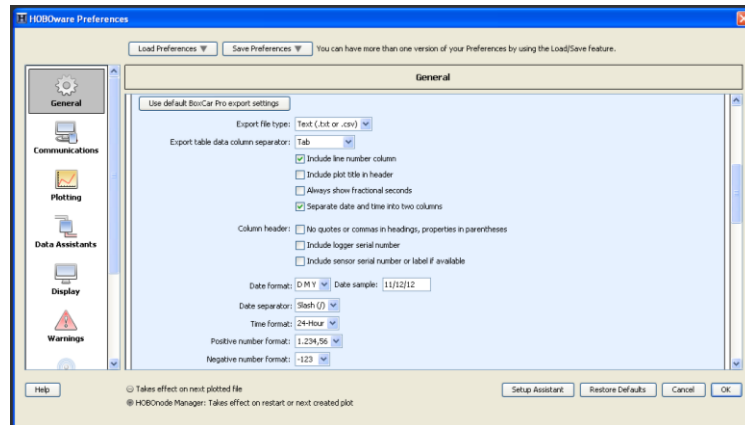 HOBOware Preferences
Load Preferences Save Preferences You can have more than one version of your Preferences by using the Load/Save feature.
General
General
Communications
Plotting
Data Assistants
Display
Warnings
Use default BoxCar Pro export settings
Export file type: Text (.txt or .csv)
Export table data column separator: Tab
Include line number column
Include plot title in header
Always show fractional seconds
Separate date and time into two columns
Column header: No quotes or commas in headings, properties in parentheses
Include logger serial number
Include sensor serial number or label if available
Date format: D M Y Date sample: 11/12/12
Date separator: Slash (/)
Time format: 24-Hour
Positive number format: 1.234,56
Negative number format: -123
Help
Takes effect on next plotted file
HOBOnode Manager: Takes effect on restart or next created plot
Setup Assistant Restore Defaults Cancel OK